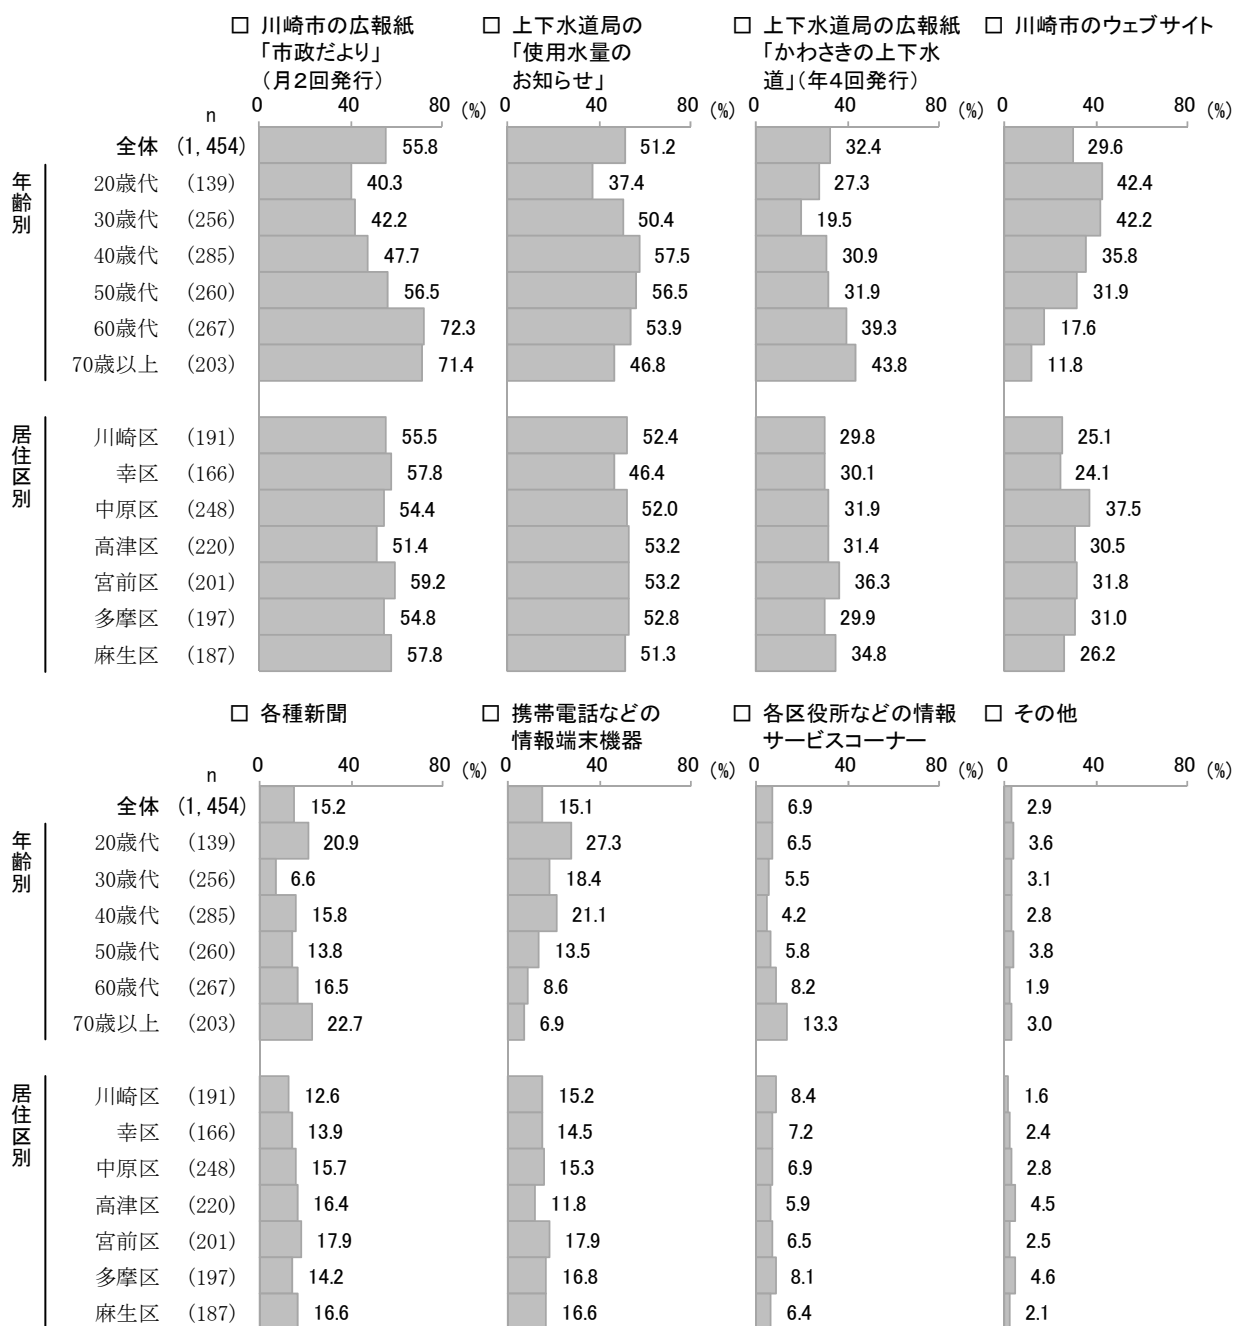 □ 川崎市の広報紙
「市政だより」
（月２回発行）
□ 上下水道局の
「使用水量の
お知らせ」
□ 上下水道局の広報紙
「かわさきの上下水
道」（年４回発行）
□ 川崎市のウェブサイト
n 0 40 80 (%) 0 40 80 (%) 0 40 80 (%) 0 40 80 (%)
全体 (1,454) 55.8 51.2 32.4 29.6
年齢別
20歳代 (139) 40.3 37.4 27.3 42.4
30歳代 (256) 42.2 50.4 19.5 42.2
40歳代 (285) 47.7 57.5 30.9 35.8
50歳代 (260) 56.5 56.5 31.9 31.9
60歳代 (267) 72.3 53.9 39.3 17.6
70歳以上 (203) 71.4 46.8 43.8 11.8
居住区別
川崎区 (191) 55.5 52.4 29.8 25.1
幸区 (166) 57.8 46.4 30.1 24.1
中原区 (248) 54.4 52.0 31.9 37.5
高津区 (220) 51.4 53.2 31.4 30.5
宮前区 (201) 59.2 53.2 36.3 31.8
多摩区 (197) 54.8 52.8 29.9 31.0
麻生区 (187) 57.8 51.3 34.8 26.2
□ 各種新聞
□ 携帯電話などの
情報端末機器
□ 各区役所などの情報
サービスコーナー
□ その他
n 0 40 80 (%) 0 40 80 (%) 0 40 80 (%) 0 40 80 (%)
全体 (1,454) 15.2 15.1 6.9 2.9
年齢別
20歳代 (139) 20.9 27.3 6.5 3.6
30歳代 (256) 6.6 18.4 5.5 3.1
40歳代 (285) 15.8 21.1 4.2 2.8
50歳代 (260) 13.8 13.5 5.8 3.8
60歳代 (267) 16.5 8.6 8.2 1.9
70歳以上 (203) 22.7 6.9 13.3 3.0
居住区別
川崎区 (191) 12.6 15.2 8.4 1.6
幸区 (166) 13.9 14.5 7.2 2.4
中原区 (248) 15.7 15.3 6.9 2.8
高津区 (220) 16.4 11.8 5.9 4.5
宮前区 (201) 17.9 17.9 6.5 2.5
多摩区 (197) 14.2 16.8 8.1 4.6
麻生区 (187) 16.6 16.6 6.4 2.1